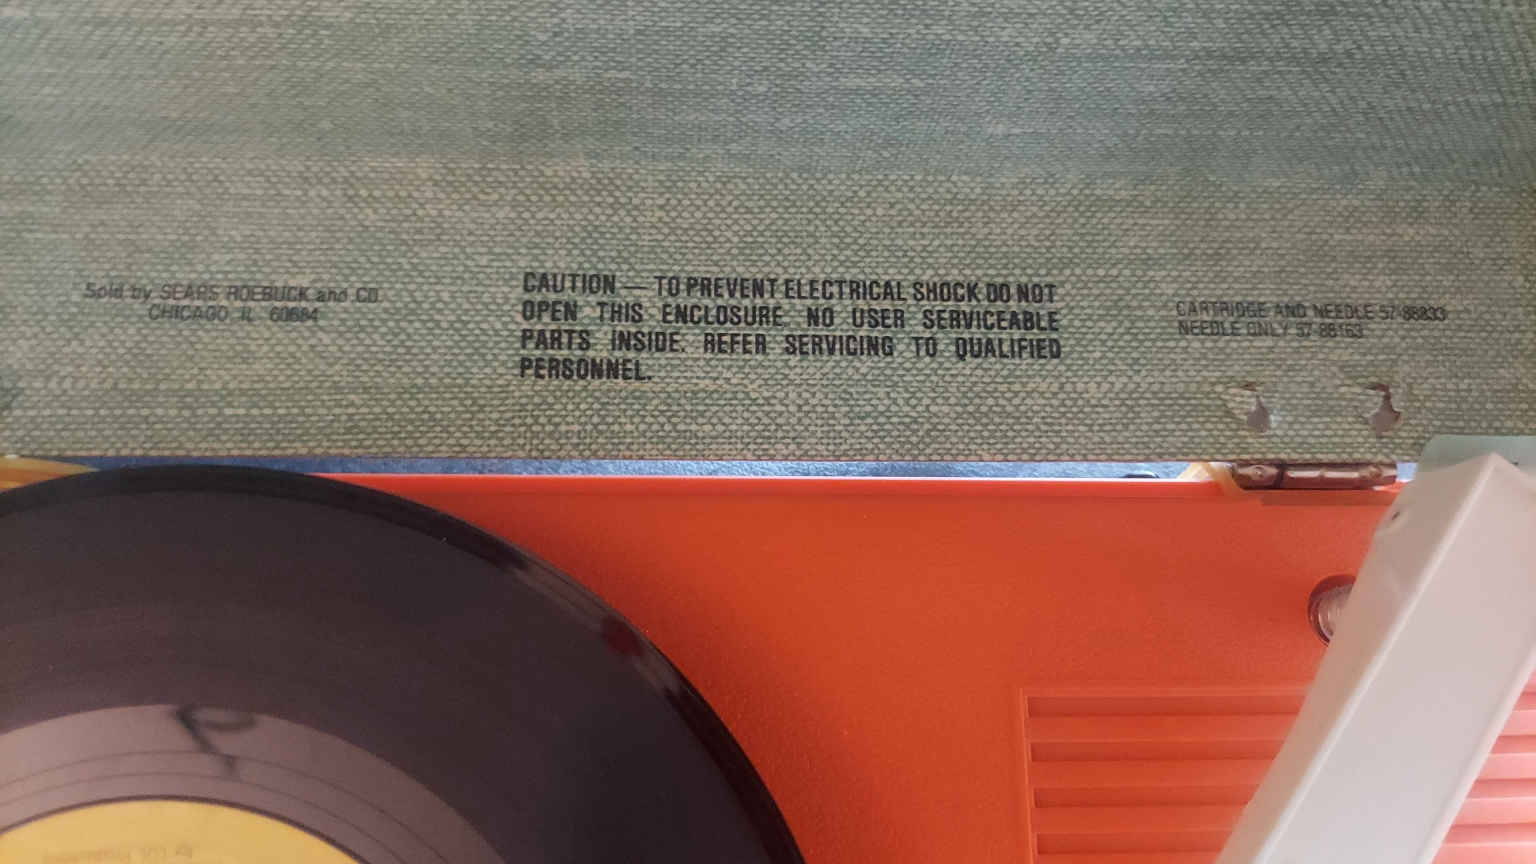 Sold by SEARS ROEBUCK and CO
CHICAGO IL 60684
CAUTION — TO PREVENT ELECTRICAL SHOCK DO NOT
OPEN THIS ENCLOSURE. NO USER SERVICEABLE
PARTS INSIDE. REFER SERVICING TO QUALIFIED
PERSONNEL.
CARTRIDGE AND NEEDLE 57-88333
NEEDLE ONLY 57-88163